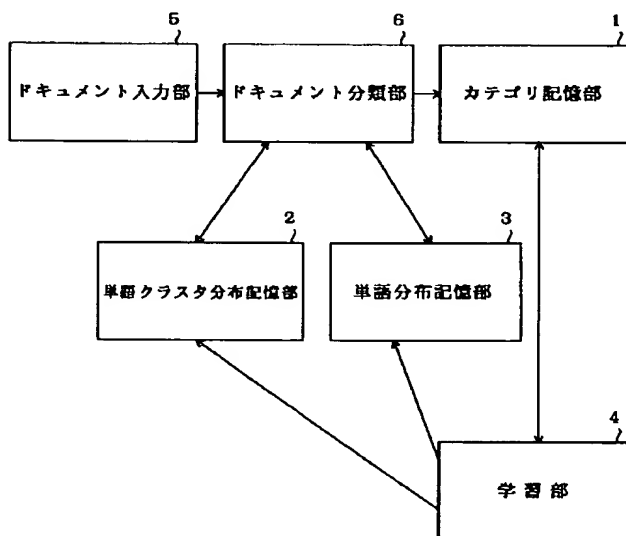 5
6
1
ドキュメント入力部
ドキュメント分類部
カテゴリ記憶部
2
3
単語クラスタ分布記憶部
単語分布記憶部
4
学習部